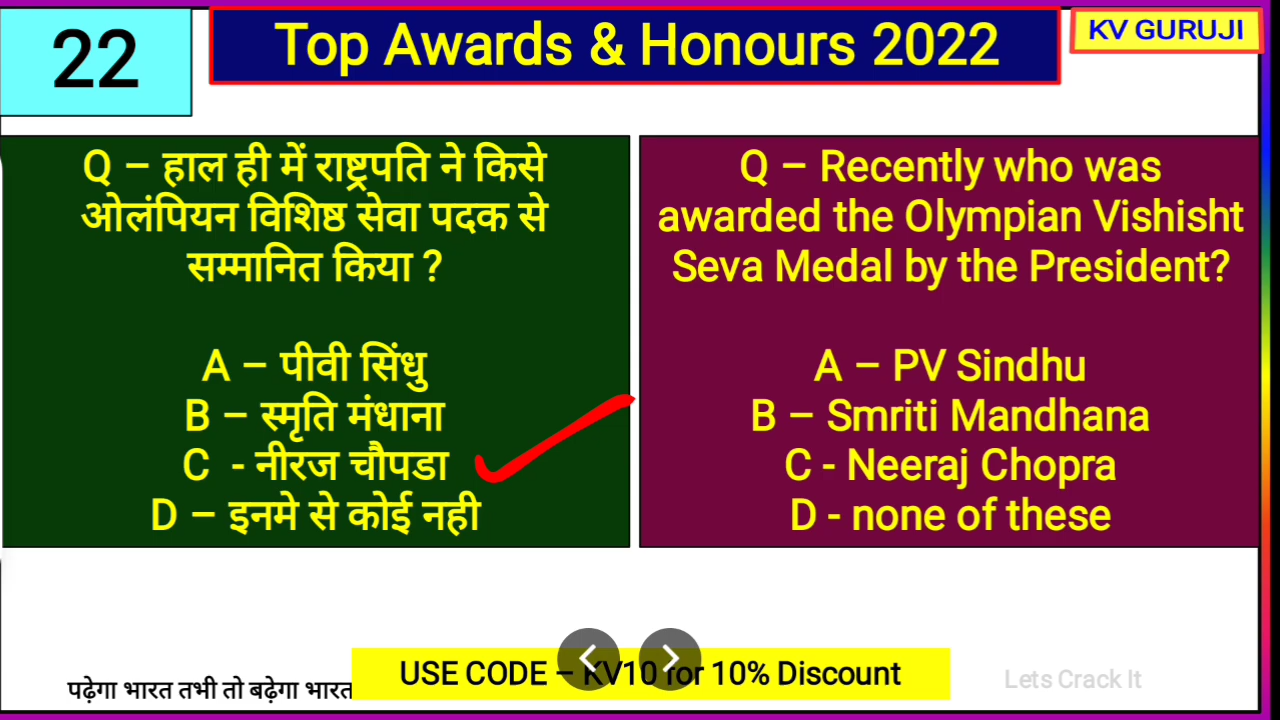 22
Top Awards & Honours 2022
KV GURUJI
Q – हाल ही में राष्ट्रपति ने किसे
ओलंपियन विशिष्ठ सेवा पदक से
सम्मानित किया ?
A – पीवी सिंधु
B – स्मृति मंधाना
C - नीरज चौपडा
D – इनमे से कोई नही
Q – Recently who was
awarded the Olympian Vishisht
Seva Medal by the President?
A – PV Sindhu
B – Smriti Mandhana
C - Neeraj Chopra
D - none of these
USE CODE – KV10 for 10% Discount
पढ़ेगा भारत तभी तो बढ़ेगा भारत
Lets Crack It